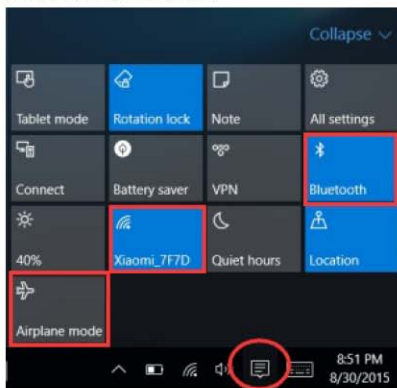 Collapse
Tablet mode Rotation lock Note All settings
Connect Battery saver VPN Bluetooth
40% Xiaomi_7F7D Quiet hours Location
Airplane mode
8:51 PM
8/30/2015